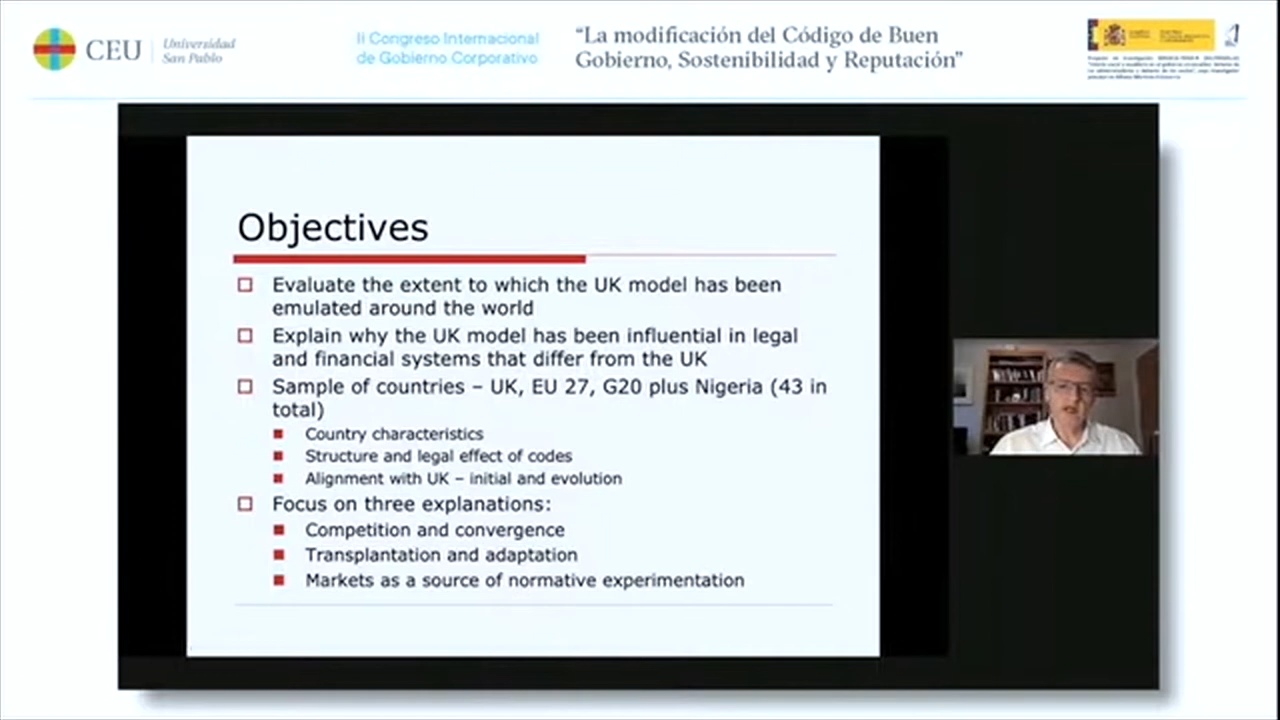 CEU
Universidad
San Pablo
II Congreso Internacional
de Gobierno Corporativo
“La modificación del Código de Buen
Gobierno, Sostenibilidad y Reputación”
Objectives
Evaluate the extent to which the UK model has been
emulated around the world
Explain why the UK model has been influential in legal
and financial systems that differ from the UK
Sample of countries – UK, EU 27, G20 plus Nigeria (43 in
total)
Country characteristics
Structure and legal effect of codes
Alignment with UK – initial and evolution
Focus on three explanations:
Competition and convergence
Transplantation and adaptation
Markets as a source of normative experimentation